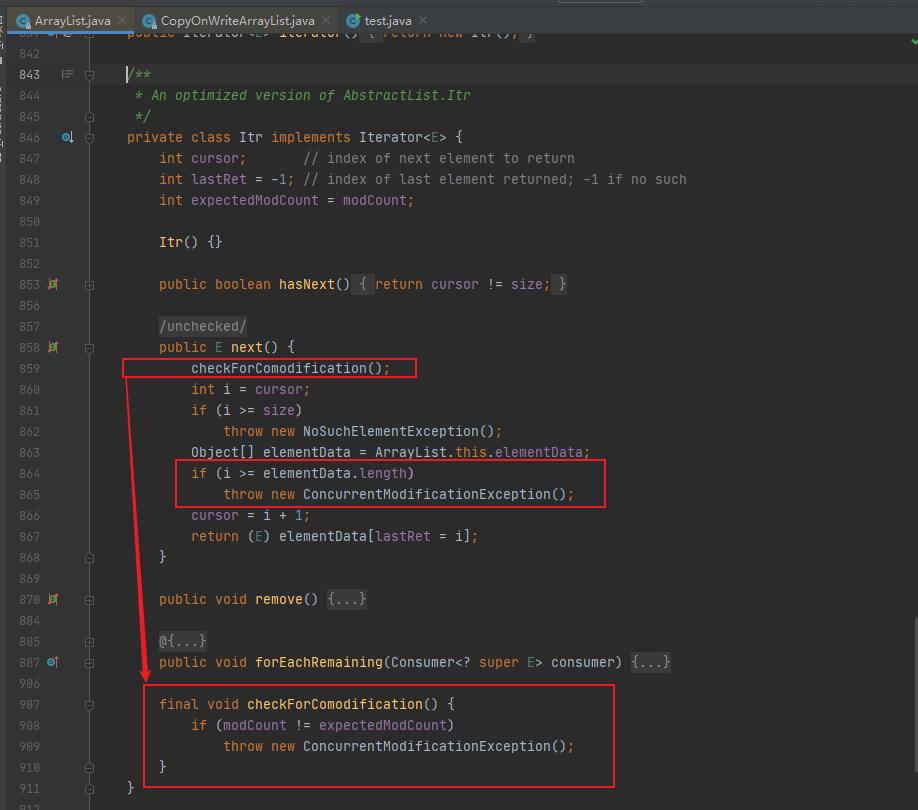 ArrayList.java × CopyOnWriteArrayList.java × test.java ×
public Iterator<E> iterator() { return new Itr(); }
842
843 /**
844 * An optimized version of AbstractList.Itr
845 */
846 private class Itr implements Iterator<E> {
847 int cursor; // index of next element to return
848 int lastRet = -1; // index of last element returned; -1 if no such
849 int expectedModCount = modCount;
850
851 Itr() {}
852
853 public boolean hasNext() { return cursor != size; }
856
857 /unchecked/
858 public E next() {
859 checkForComodification();
860 int i = cursor;
861 if (i >= size)
862 throw new NoSuchElementException();
863 Object[] elementData = ArrayList.this.elementData;
864 if (i >= elementData.length)
865 throw new ConcurrentModificationException();
866 cursor = i + 1;
867 return (E) elementData[lastRet = i];
868 }
869
870 public void remove() {...}
884
885 @{...}
887 public void forEachRemaining(Consumer<? super E> consumer) {...}
906
907 final void checkForComodification() {
908 if (modCount != expectedModCount)
909 throw new ConcurrentModificationException();
910 }
911 }
912